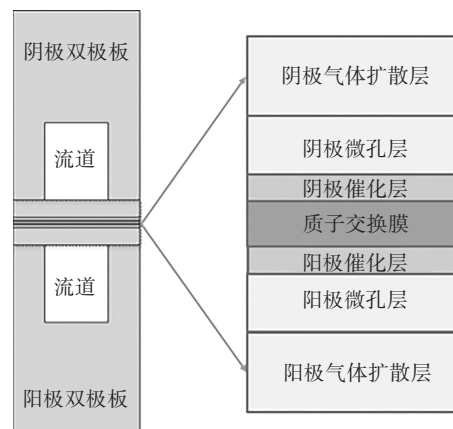 阴极双极板
流道
流道
阳极双极板
阴极气体扩散层
阴极微孔层
阴极催化层
质子交换膜
阳极催化层
阳极微孔层
阳极气体扩散层